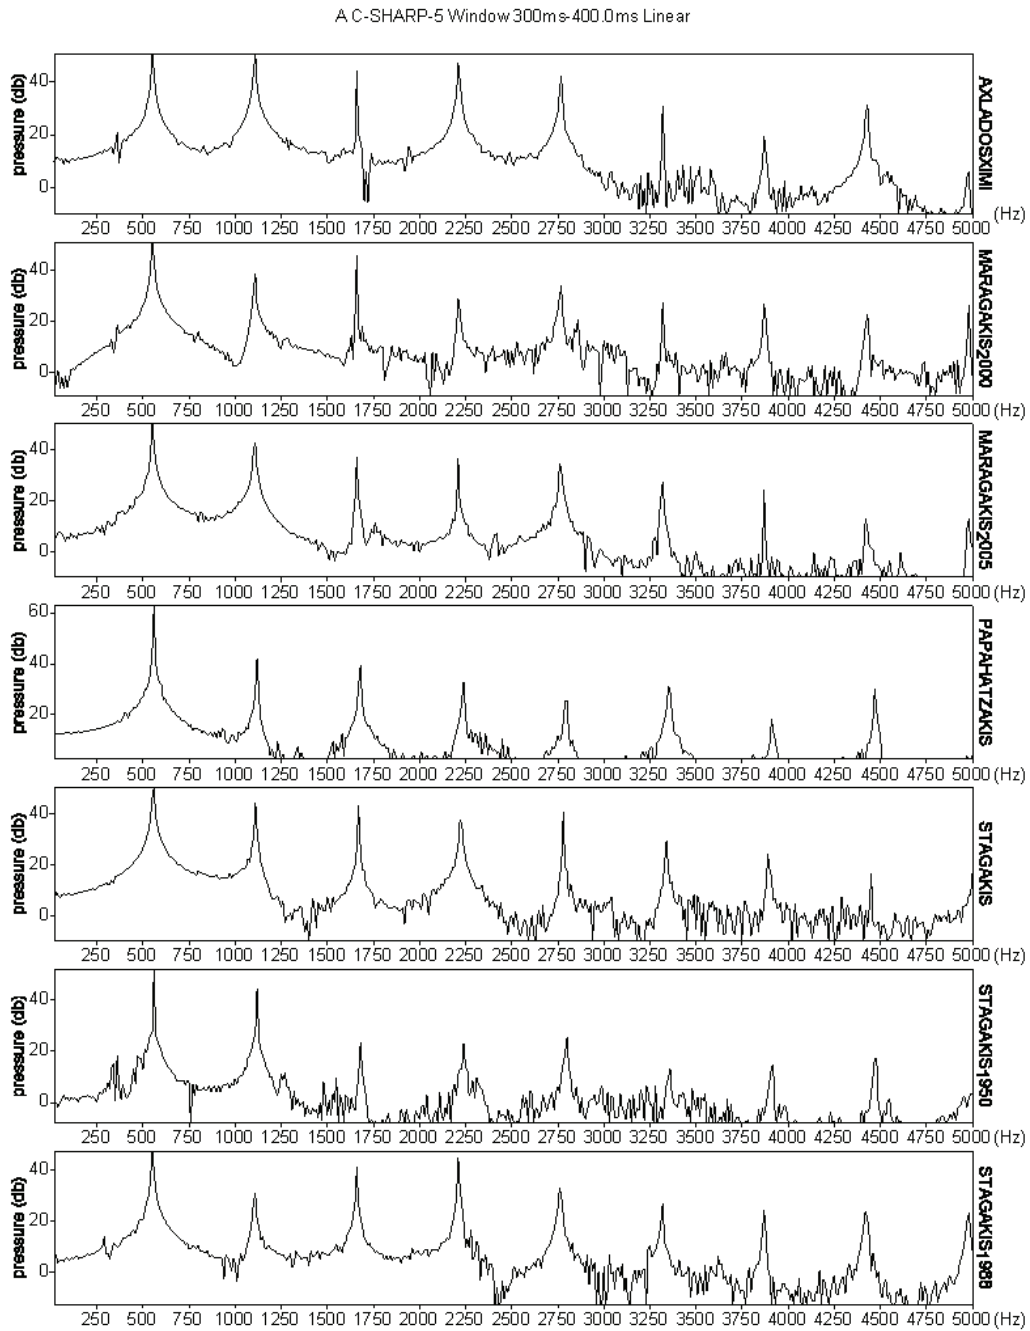 A C-SHARP-5 Window 300ms-400.0ms Linear
pressure (db)
40
20
0
AXLADOSXIMI
250 500 750 1000 1250 1500 1750 2000 2250 2500 2750 3000 3250 3500 3750 4000 4250 4500 4750 5000 (Hz)
pressure (db)
40
20
0
MARAGAKIS2000
250 500 750 1000 1250 1500 1750 2000 2250 2500 2750 3000 3250 3500 3750 4000 4250 4500 4750 5000 (Hz)
pressure (db)
40
20
0
MARAGAKIS2005
250 500 750 1000 1250 1500 1750 2000 2250 2500 2750 3000 3250 3500 3750 4000 4250 4500 4750 5000 (Hz)
pressure (db)
60
40
20
PAPAHATZAKIS
250 500 750 1000 1250 1500 1750 2000 2250 2500 2750 3000 3250 3500 3750 4000 4250 4500 4750 5000 (Hz)
pressure (db)
40
20
0
STAGAKIS
250 500 750 1000 1250 1500 1750 2000 2250 2500 2750 3000 3250 3500 3750 4000 4250 4500 4750 5000 (Hz)
pressure (db)
40
20
0
STAGAKIS1950
250 500 750 1000 1250 1500 1750 2000 2250 2500 2750 3000 3250 3500 3750 4000 4250 4500 4750 5000 (Hz)
pressure (db)
40
20
0
STAGAKIS1988
250 500 750 1000 1250 1500 1750 2000 2250 2500 2750 3000 3250 3500 3750 4000 4250 4500 4750 5000 (Hz)